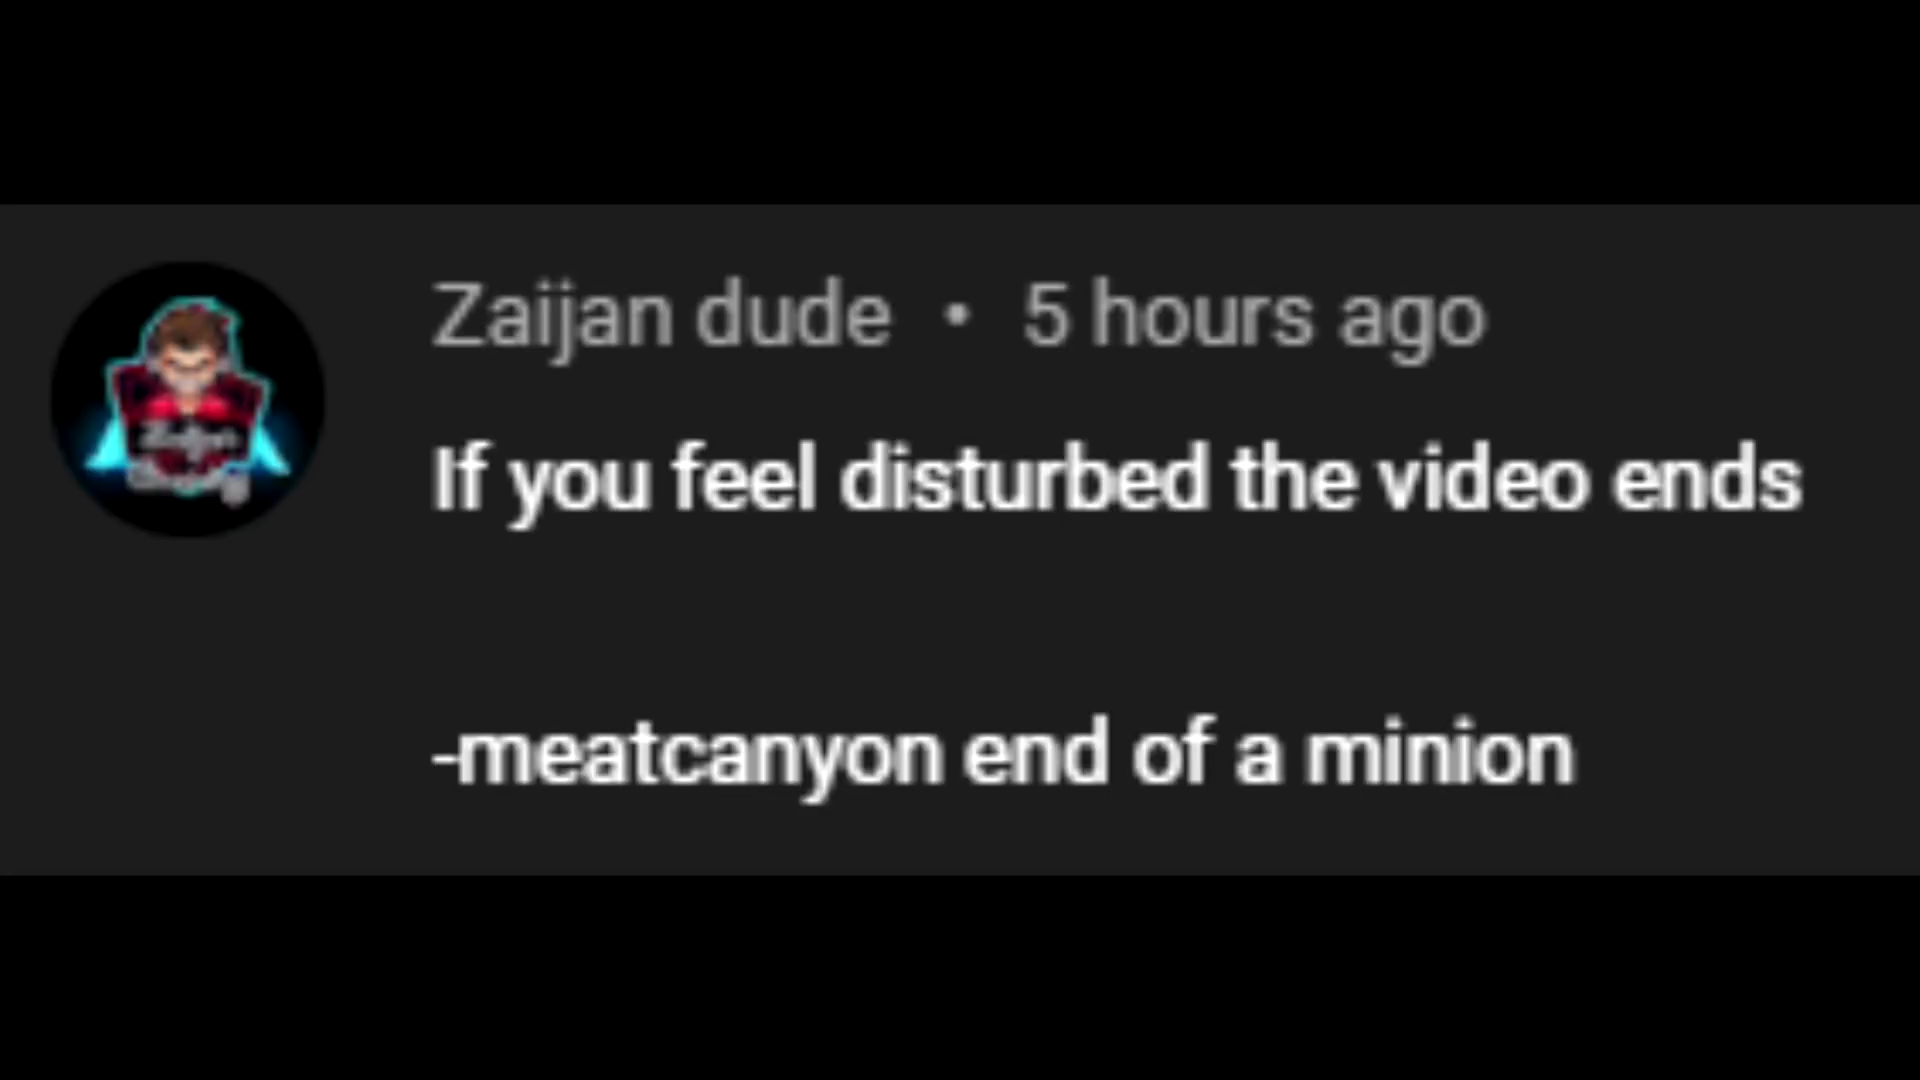 Zaijan dude • 5 hours ago
If you feel disturbed the video ends
-meatcanyon end of a minion